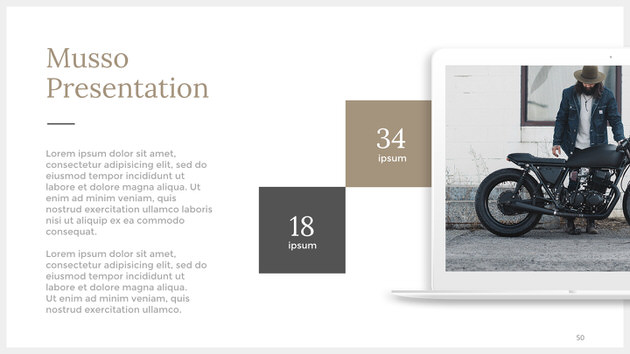 Musso
Presentation
Lorem ipsum dolor sit amet,
consectetur adipisicing elit, sed do
eiusmod tempor incididunt ut
labore et dolore magna aliqua. Ut
enim ad minim veniam, quis
nostrud exercitation ullamco laboris
nisi ut aliquip ex ea commodo
consequat.
Lorem ipsum dolor sit amet,
consectetur adipisicing elit, sed do
eiusmod tempor incididunt ut
labore et dolore magna aliqua.
Ut enim ad minim veniam, quis
nostrud exercitation ullamco.
34
ipsum
18
ipsum
50